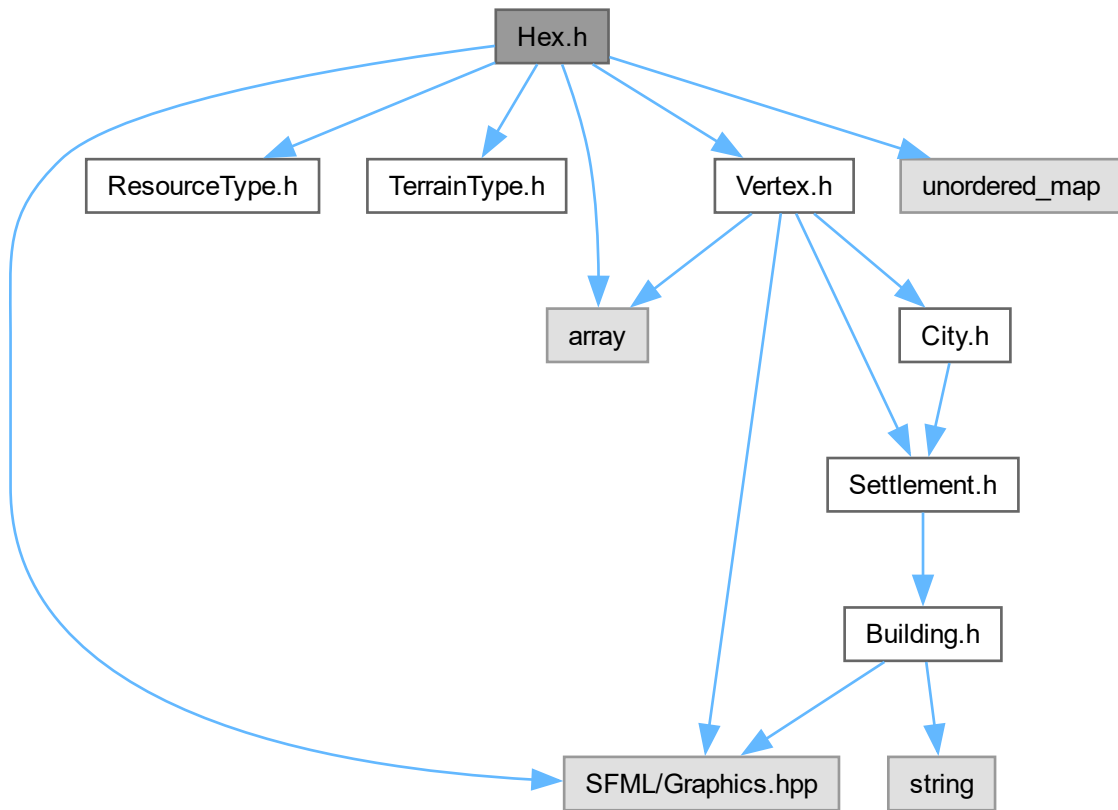 Hex.h
ResourceType.h
TerrainType.h
Vertex.h
unordered_map
array
City.h
Settlement.h
Building.h
SFML/Graphics.hpp
string